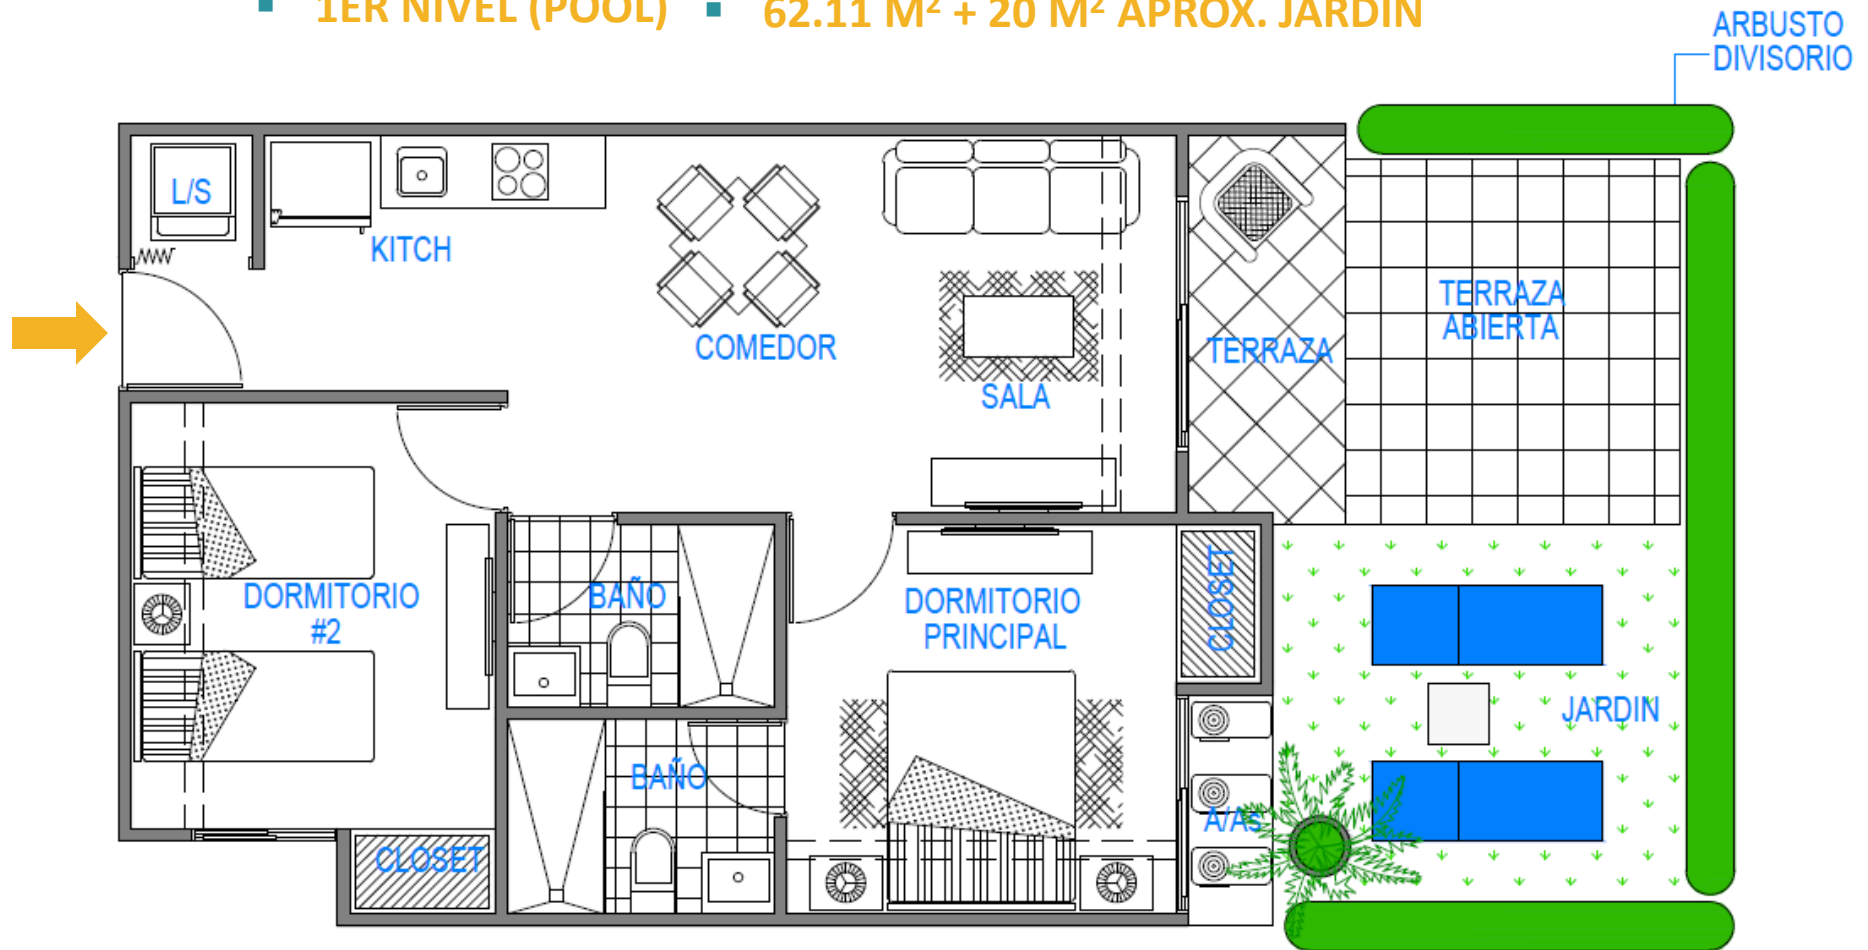 ▪ 1ER NIVEL (POOL) ▪ 62.11 M² + 20 M² APROX. JARDIN
ARBUSTO
DIVISORIO
L/S
KITCH
COMEDOR
SALA
TERRAZA
TERRAZA
ABIERTA
DORMITORIO
#2
BAÑO
DORMITORIO
PRINCIPAL
CLOSET
JARDIN
BAÑO
A/As
CLOSET